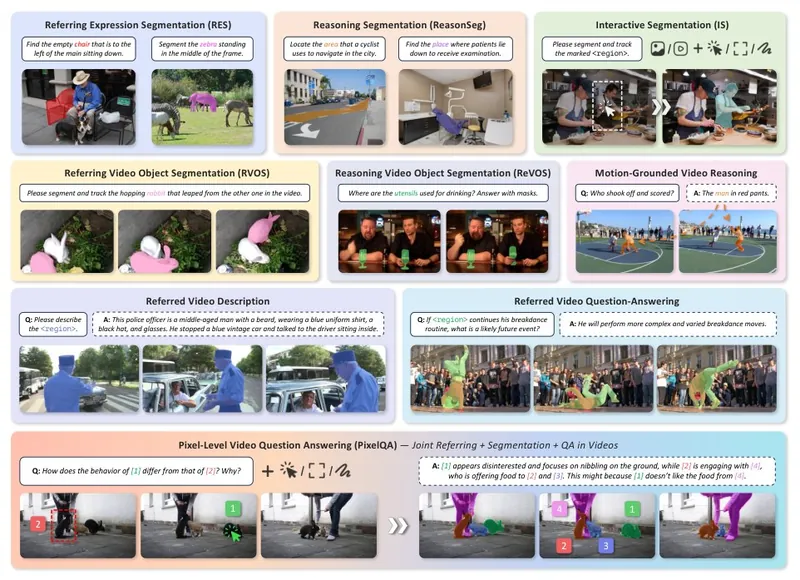 Referring Expression Segmentation (RES)
Find the empty chair that is to the
left of the main sitting down.
Segment the zebra standing
in the middle of the frame.
Reasoning Segmentation (ReasonSeg)
Locate the area that a cyclist
uses to navigate in the city.
Find the place where patients lie
down to receive examination.
Interactive Segmentation (IS)
Please segment and track
the marked <region>.
Referring Video Object Segmentation (RVOS)
Please segment and track the hopping rabbit that leaped from the other one in the video.
Reasoning Video Object Segmentation (ReVOS)
Where are the utensils used for drinking? Answer with masks.
Motion-Grounded Video Reasoning
Q: Who shook off and scored?
A: The man in red pants.
Referred Video Description
Q: Please describe
the <region>.
A: This police officer is a middle-aged man with a beard, wearing a blue uniform shirt, a
black hat, and glasses. He stopped a blue vintage car and talked to the driver sitting inside.
Referred Video Question-Answering
Q: If <region> continues his breakdance
routine, what is a likely future event?
A: He will perform more complex and varied breakdance moves.
Pixel-Level Video Question Answering (PixelQA) — Joint Referring + Segmentation + QA in Videos
Q: How does the behavior of [1] differ from that of [2]? Why?
A: [1] appears disinterested and focuses on nibbling on the ground, while [2] is engaging with [4],
who is offering food to [2] and [3]. This might because [1] doesn't like the food from [4].
2
1
4
1
2
3